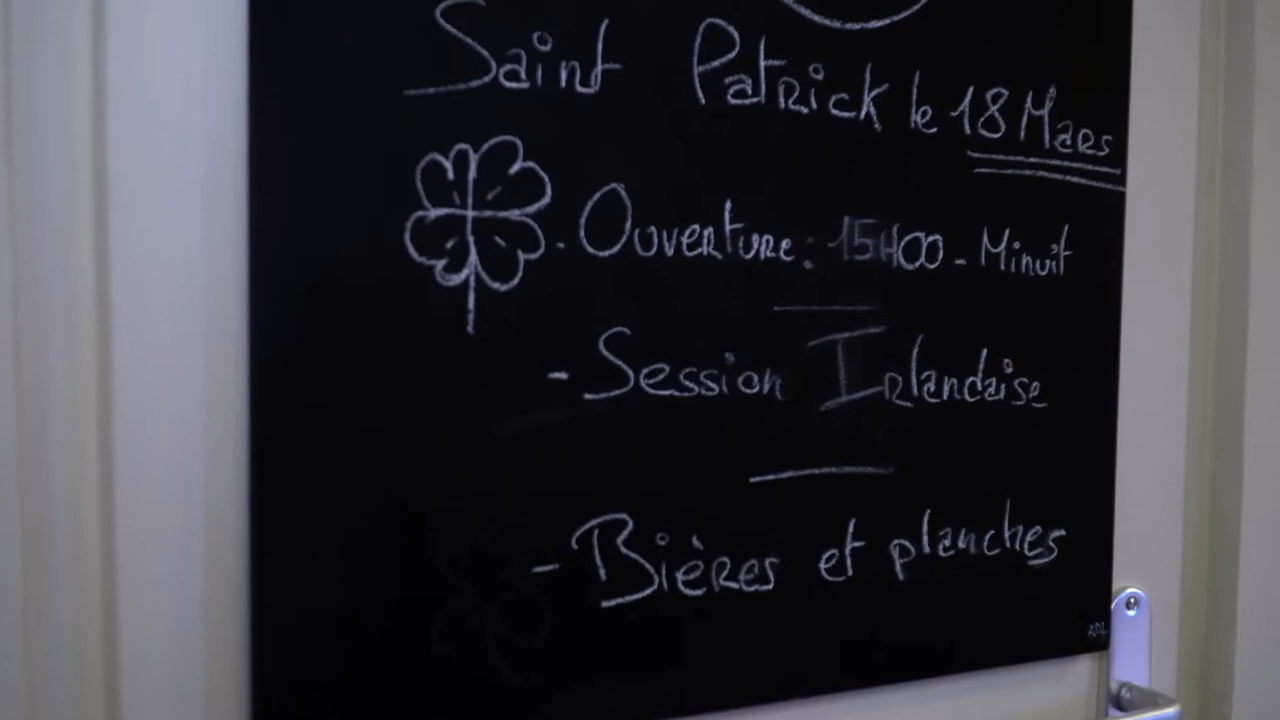 Saint Patrick le 18 Mars
- Ouverture : 15H00 - Minuit
- Session Irlandaise
- Bières et planches